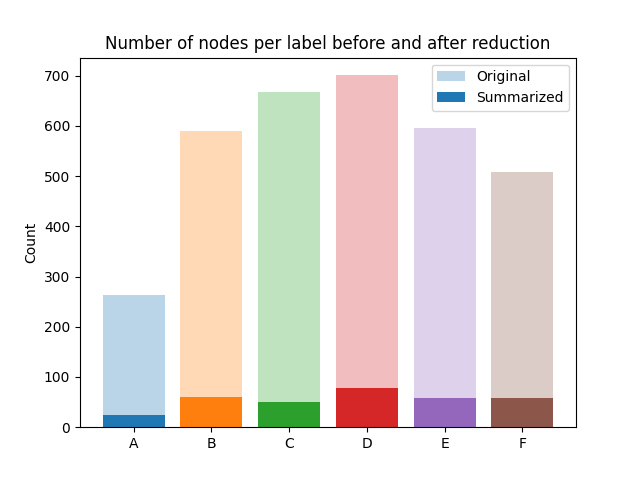 Number of nodes per label before and after reduction
Original
Summarized
Count
700
600
500
400
300
200
100
0
A B C D E F